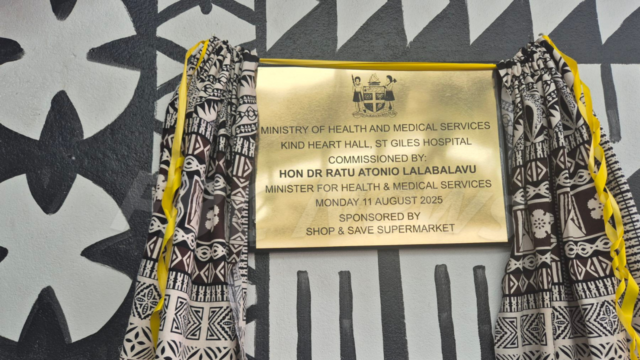 MINISTRY OF HEALTH AND MEDICAL SERVICES
KIND HEART HALL, ST GILES HOSPITAL
COMMISSIONED BY:
HON DR RATU ATONIO LALABALAVU
MINISTER FOR HEALTH & MEDICAL SERVICES
MONDAY 11 AUGUST 2025
SPONSORED BY
SHOP & SAVE SUPERMARKET